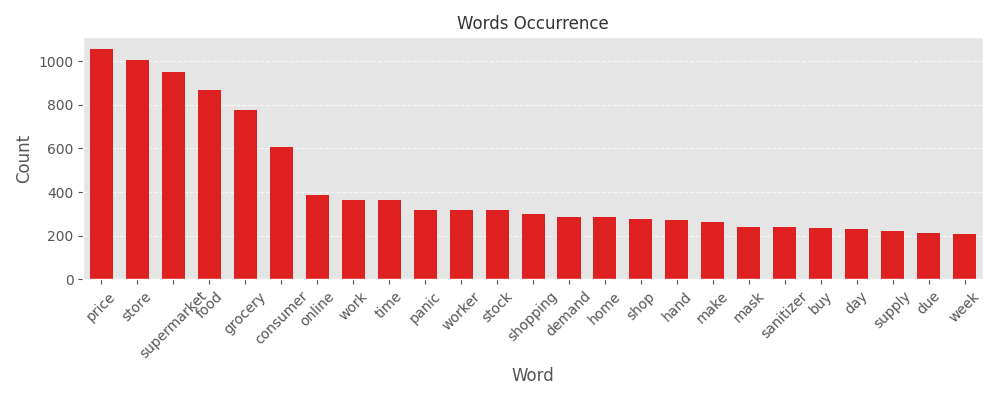 Words Occurrence
Count
1000
800
600
400
200
0
price
store
supermarket
food
grocery
consumer
online
work
time
panic
worker
stock
shopping
demand
home
shop
hand
make
mask
sanitizer
buy
day
supply
due
week
Word